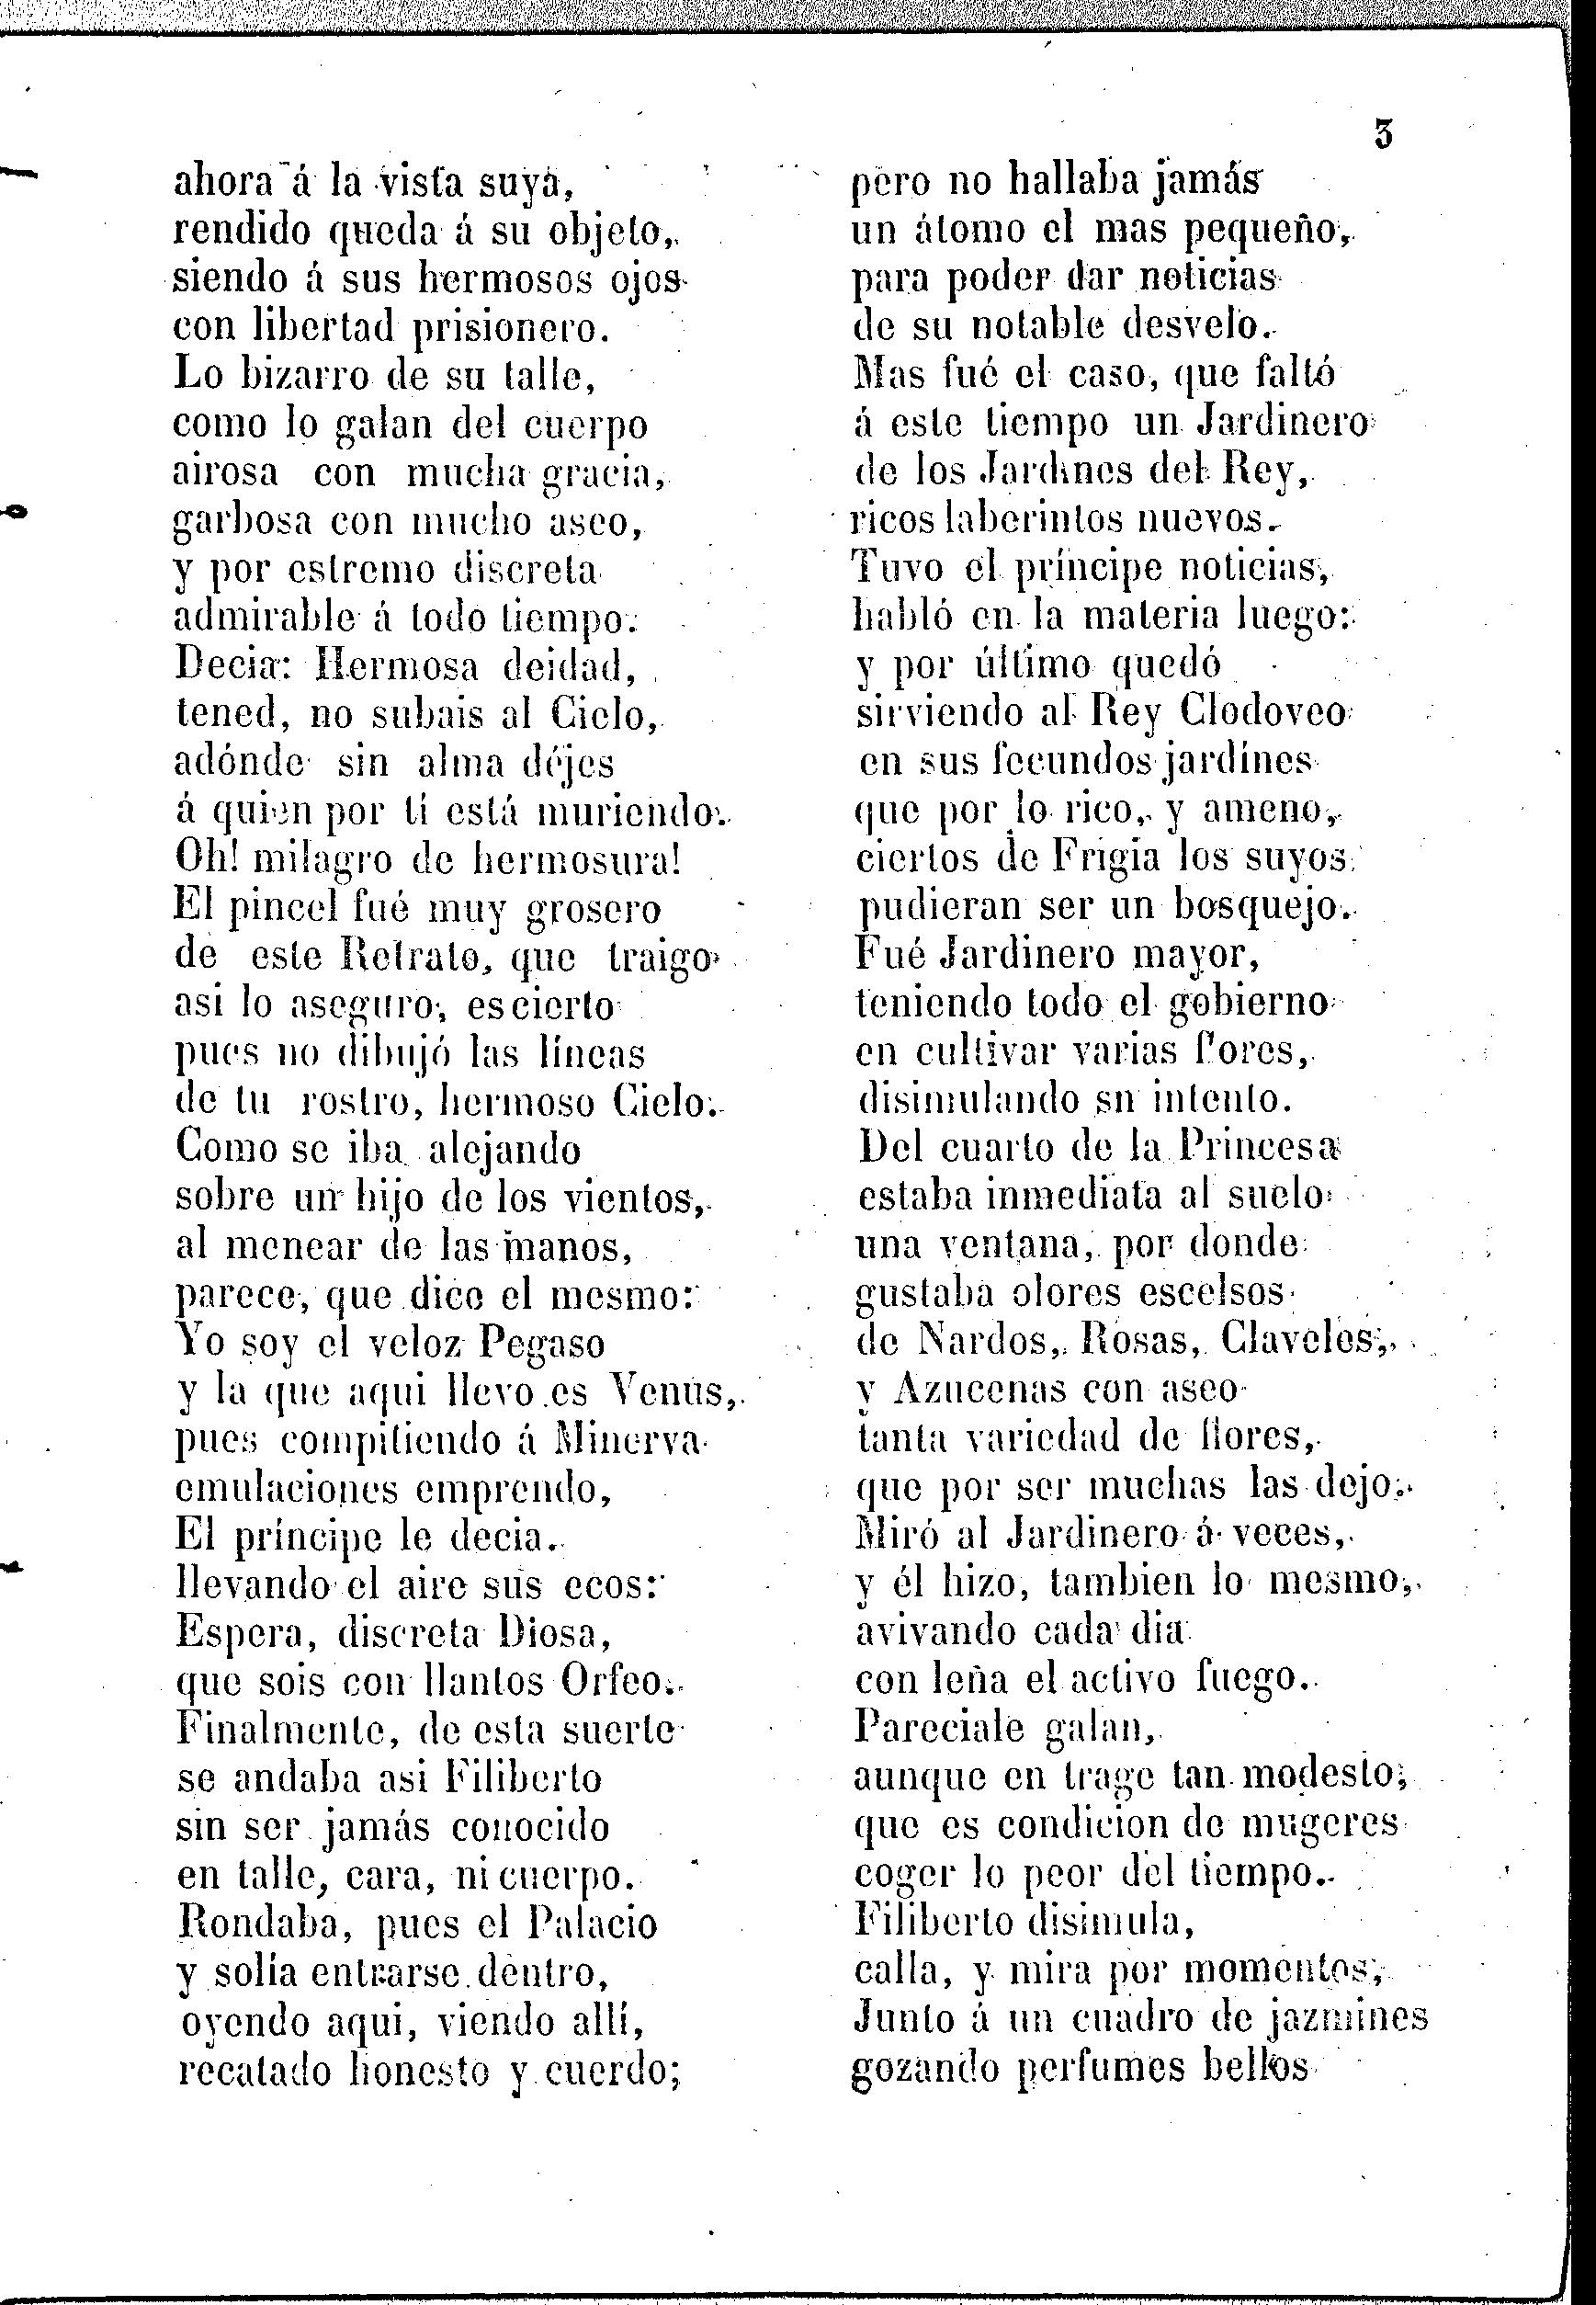 3
ahora á la vista suya,
rendido queda á su objeto,
siendo á sus hermosos ojos
con libertad prisionero.
Lo bizarro de su talle,
como lo galan del cuerpo
airosa con mucha gracia,
garbosa con mucho aseo,
y por estremo discreta
admirable á todo tiempo.
Decia: Hermosa deidad,
tened, no subais al Cielo,
adónde sin alma déjes
á quien por tí está muriendo.
Oh! milagro de hermosura!
El pincel fué muy grosero
de este Retrato, que traigo
asi lo aseguro, es cierto
pues no dibujó las líneas
de tu rostro, hermoso Cielo.
Como se iba alejando
sobre un hijo de los vientos,
al menear de las manos,
parece, que dice el mesmo:
Yo soy el veloz Pegaso
y la que aqui llevo es Venus,
pues compitiendo á Minerva
emulaciones emprendo,
El príncipe le decia.
llevando el aire sus ecos:
Espera, discreta Diosa,
que sois con llantos Orfeo.
Finalmente, de esta suerte
se andaba asi Filiberto
sin ser jamás conocido
en talle, cara, ni cuerpo.
Rondaba, pues el Palacio
y solía entrarse dentro,
oyendo aqui, viendo allí,
recatado honesto y cuerdo;
pero no hallaba jamás
un átomo el mas pequeño,
para poder dar noticias
de su notable desvelo.
Mas fué el caso, que faltó
á este tiempo un Jardinero
de los Jardines del Rey,
ricos laberintos nuevos.
Tuvo el príncipe noticias,
habló en la materia luego:
y por último quedó
sirviendo al Rey Clodoveo
en sus fecundos jardínes
que por lo rico, y ameno,
ciertos de Frigia los suyos
pudieran ser un bosquejo.
Fué Jardinero mayor,
teniendo todo el gobierno
en cultivar varias flores,
disimulando sn intento.
Del cuarto de la Princesa
estaba inmediata al suelo
una ventana, por donde
gustaba olores escelsos
de Nardos, Rosas, Claveles,
y Azucenas con aseo
tanta variedad de flores,
que por ser muchas las dejo.
Miró al Jardinero á veces,
y él hizo, tambien lo mesmo,
avivando cada dia
con leña el activo fuego.
Pareciale galan,
aunque en trage tan modesto;
que es condicion de mugeres
coger lo peor del tiempo.
Filiberto disimula,
calla, y mira por momentos,
Junto á un cuadro de jazmines
gozando perfumes bellos